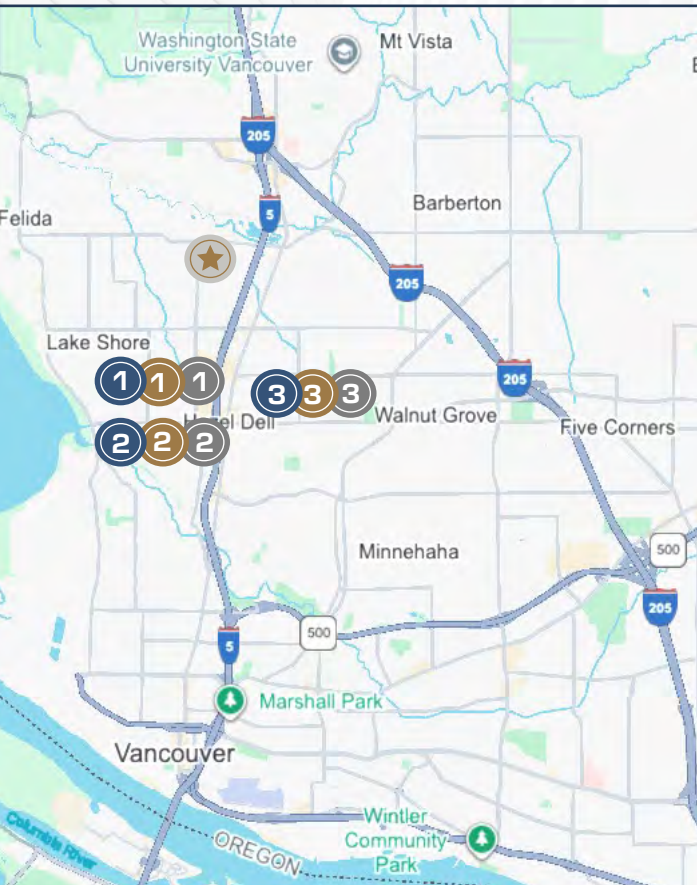 Washington State
University Vancouver
Mt Vista
205
Barberton
5
Felida
205
Lake Shore
205
1 1 1
3 3 3
Walnut Grove
Hazel Dell
Five Corners
2 2 2
Minnehaha
500
205
500
5
Marshall Park
Vancouver
Wintler
Community
Park
Columbia River
OREGON